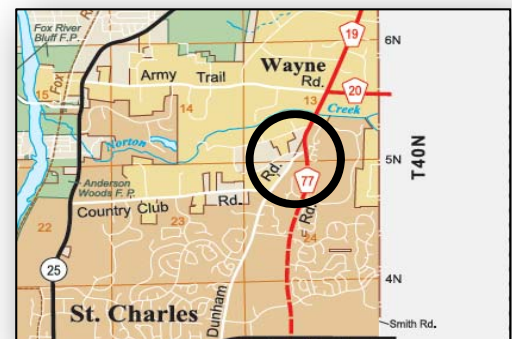 Fox River
Bluff F.P.
19
6N
Army Trail Rd.
Wayne
15
Fox
14
13
20
Creek
Norton
T40N
5N
Rd.
Anderson
Woods F. P.
77
Country Club Rd.
Rd.
22
23
24
25
4N
St. Charles
Dunham
Smith Rd.